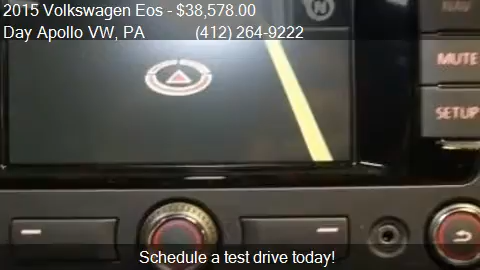 2015 Volkswagen Eos - $38,578.00
Day Apollo VW, PA (412) 264-9222
NAV
MUTE
SETUP
N
Schedule a test drive today!